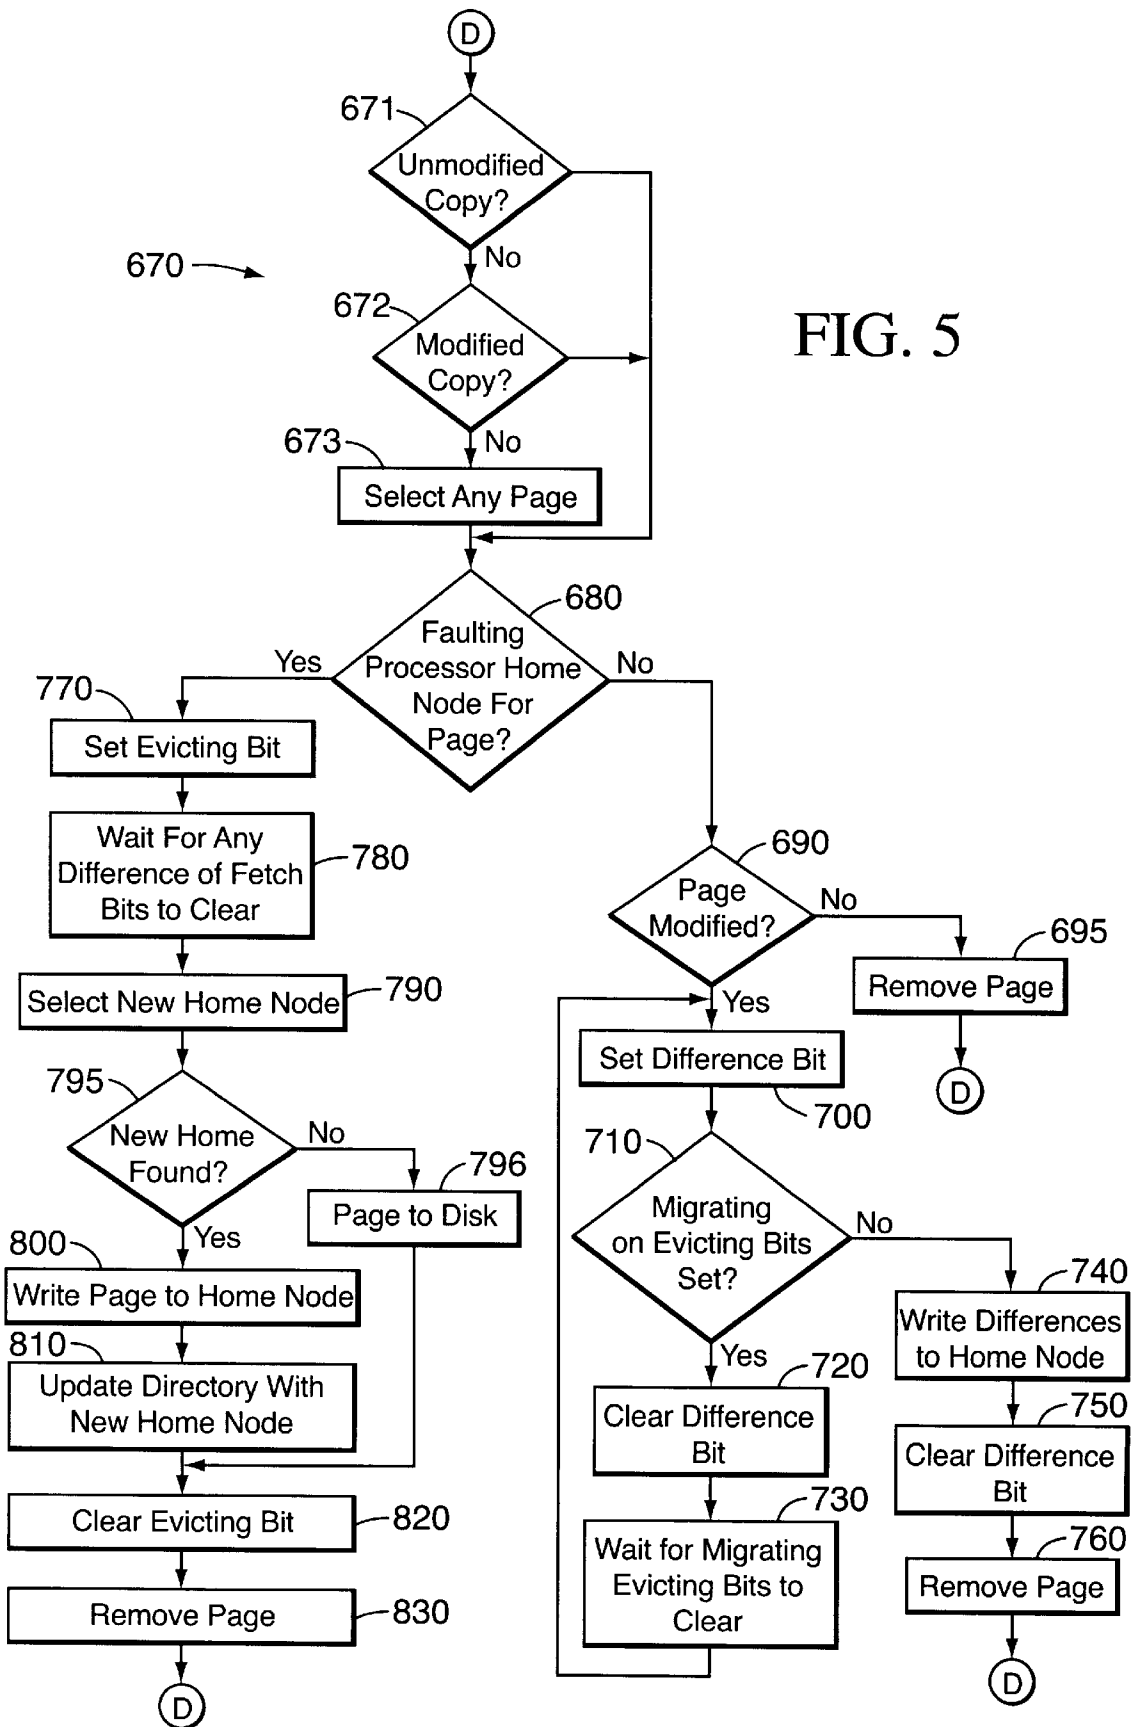 D
671
Unmodified
Copy?
No
670
672
Modified
Copy?
FIG. 5
No
673
Select Any Page
680
Faulting
Processor Home
Node For
Page?
Yes
No
770
Set Evicting Bit
Wait For Any
Difference of Fetch
Bits to Clear
780
Select New Home Node
790
795
New Home
Found?
No
796
Page to Disk
Yes
800
Write Page to Home Node
810
Update Directory With
New Home Node
Clear Evicting Bit
820
Remove Page
830
D
690
Page
Modified?
No
695
Remove Page
D
Yes
Set Difference Bit
700
710
Migrating
on Evicting Bits
Set?
No
Yes
720
Clear Difference
Bit
730
Wait for Migrating
Evicting Bits to
Clear
740
Write Differences
to Home Node
750
Clear Difference
Bit
760
Remove Page
D